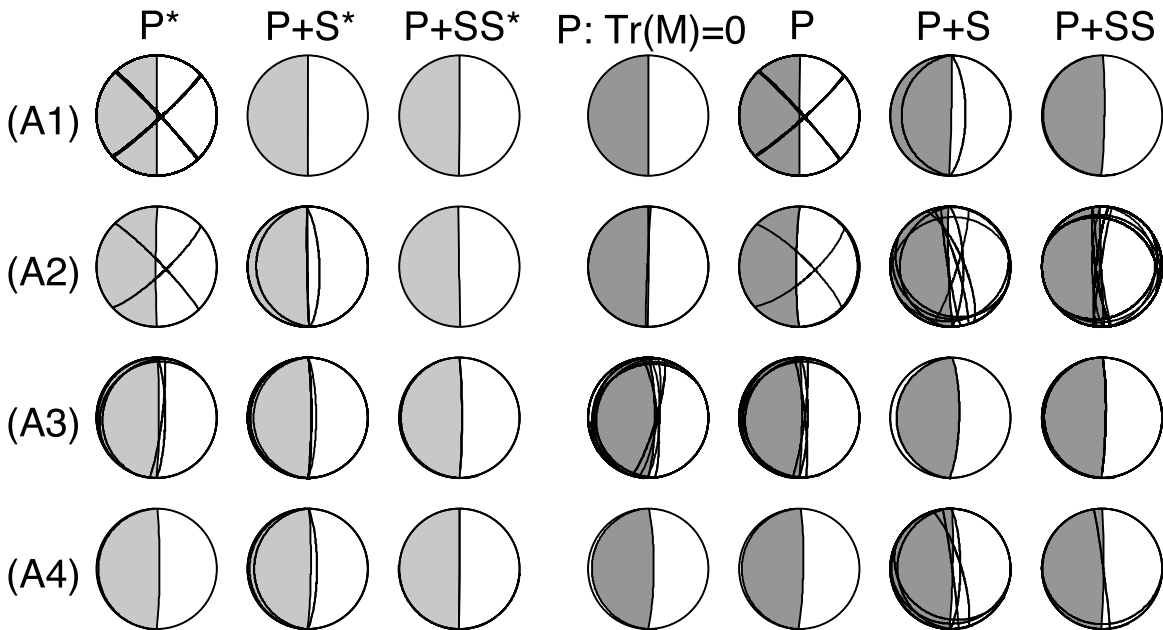 P* P+S* P+SS* P: Tr(M)=0 P P+S P+SS
(A1)
(A2)
(A3)
(A4)